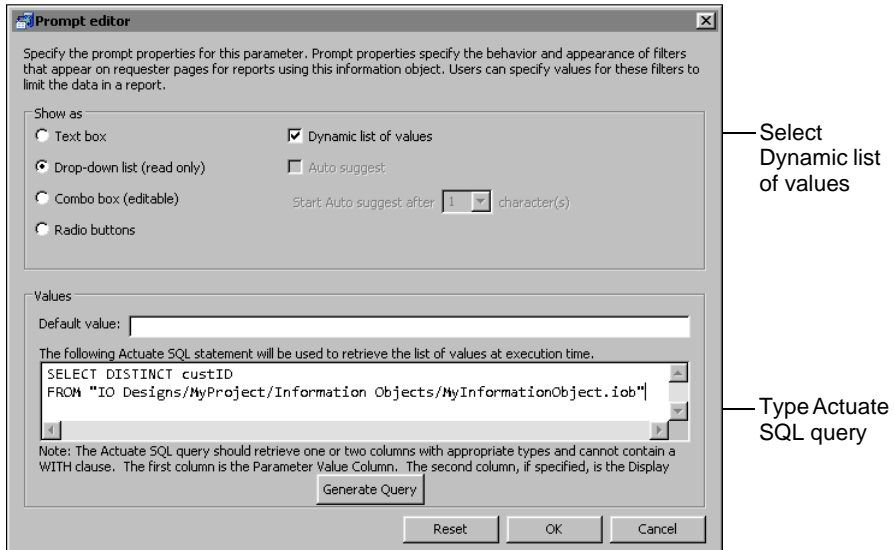 Prompt editor
Specify the prompt properties for this parameter. Prompt properties specify the behavior and appearance of filters
that appear on requester pages for reports using this information object. Users can specify values for these filters to
limit the data in a report.
Show as
Text box
Dynamic list of values
Drop-down list (read only)
Auto suggest
Combo box (editable)
Start Auto suggest after 1 character(s)
Radio buttons
Select
Dynamic list
of values
Values
Default value:
The following Actuate SQL statement will be used to retrieve the list of values at execution time.
SELECT DISTINCT custID
FROM "IO Designs/MyProject/Information Objects/MyInformationObject.iob"
Type Actuate
SQL query
Note: The Actuate SQL query should retrieve one or two columns with appropriate types and cannot contain a
WITH clause. The first column is the Parameter Value Column. The second column, if specified, is the Display
Generate Query
Reset
OK
Cancel